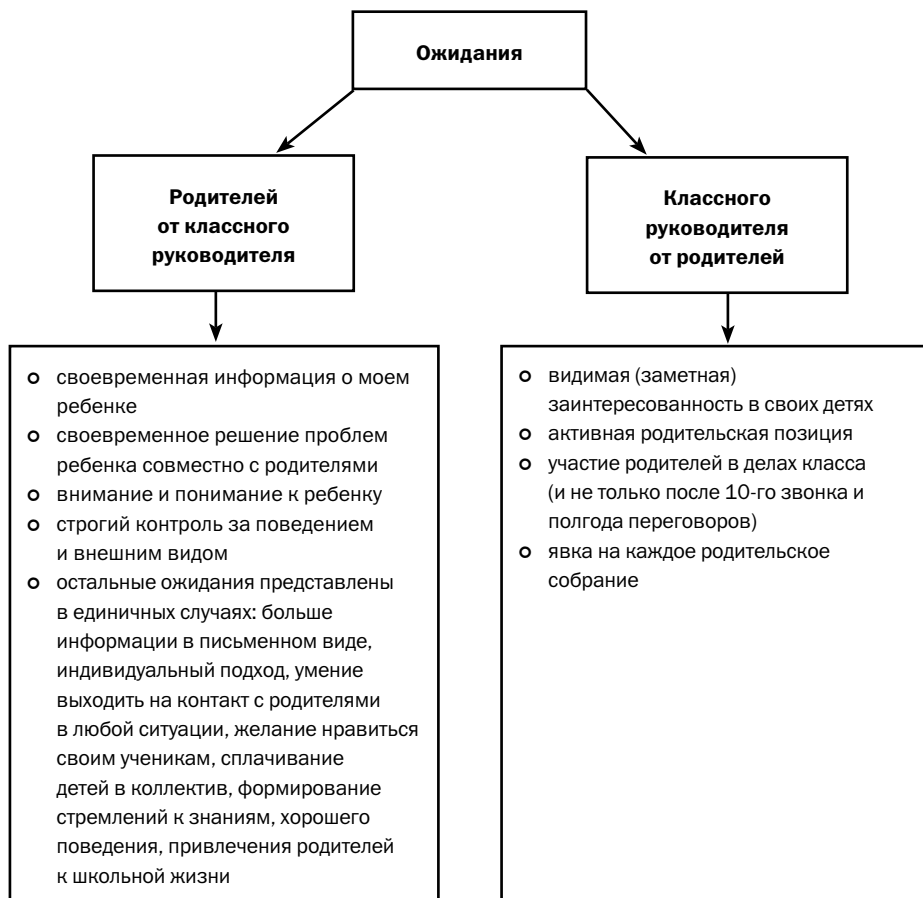 Ожидания
Родителей
от классного
руководителя
Классного
руководителя
от родителей
своевременная информация о моем
ребенке
своевременное решение проблем
ребенка совместно с родителями
внимание и понимание к ребенку
строгий контроль за поведением
и внешним видом
остальные ожидания представлены
в единичных случаях: больше
информации в письменном виде,
индивидуальный подход, умение
выходить на контакт с родителями
в любой ситуации, желание нравиться
своим ученикам, сплачивание
детей в коллектив, формирование
стремлений к знаниям, хорошего
поведения, привлечения родителей
к школьной жизни
видимая (заметная)
заинтересованность в своих детях
активная родительская позиция
участие родителей в делах класса
(и не только после 10-го звонка и
полгода переговоров)
явка на каждое родительское
собрание